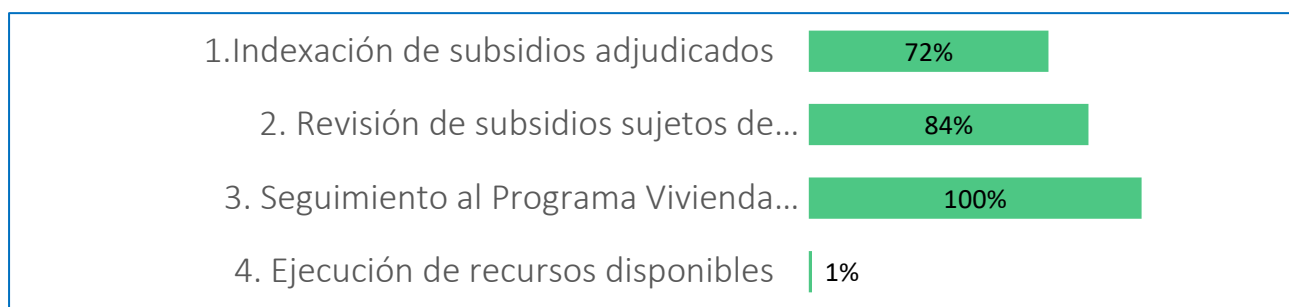 1.Indexación de subsidios adjudicados 72%
2. Revisión de subsidios sujetos de... 84%
3. Seguimiento al Programa Vivienda... 100%
4. Ejecución de recursos disponibles 1%